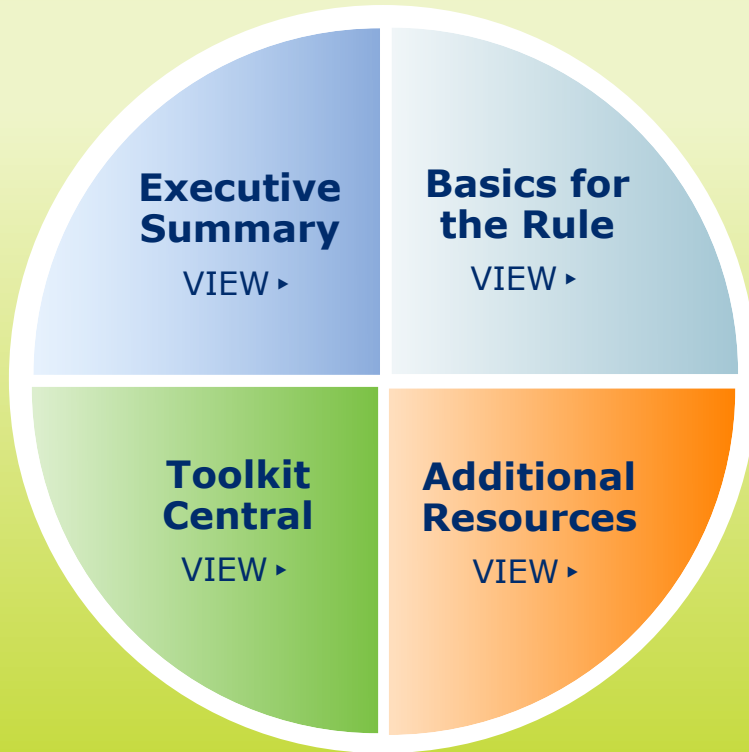 Executive
Summary
VIEW ▸
Basics for
the Rule
VIEW ▸
Toolkit
Central
VIEW ▸
Additional
Resources
VIEW ▸